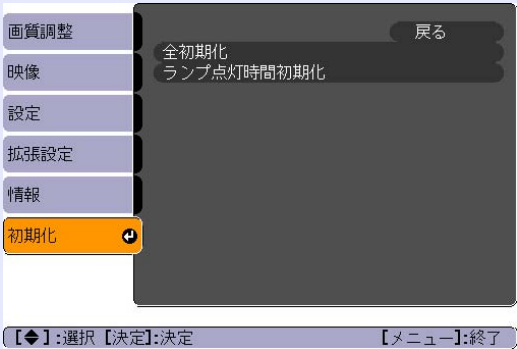 画質調整
映像
設定
拡張設定
情報
初期化
戻る
全初期化
ランプ点灯時間初期化
[◆]:選択 [決定]:決定 [メニュー]:終了